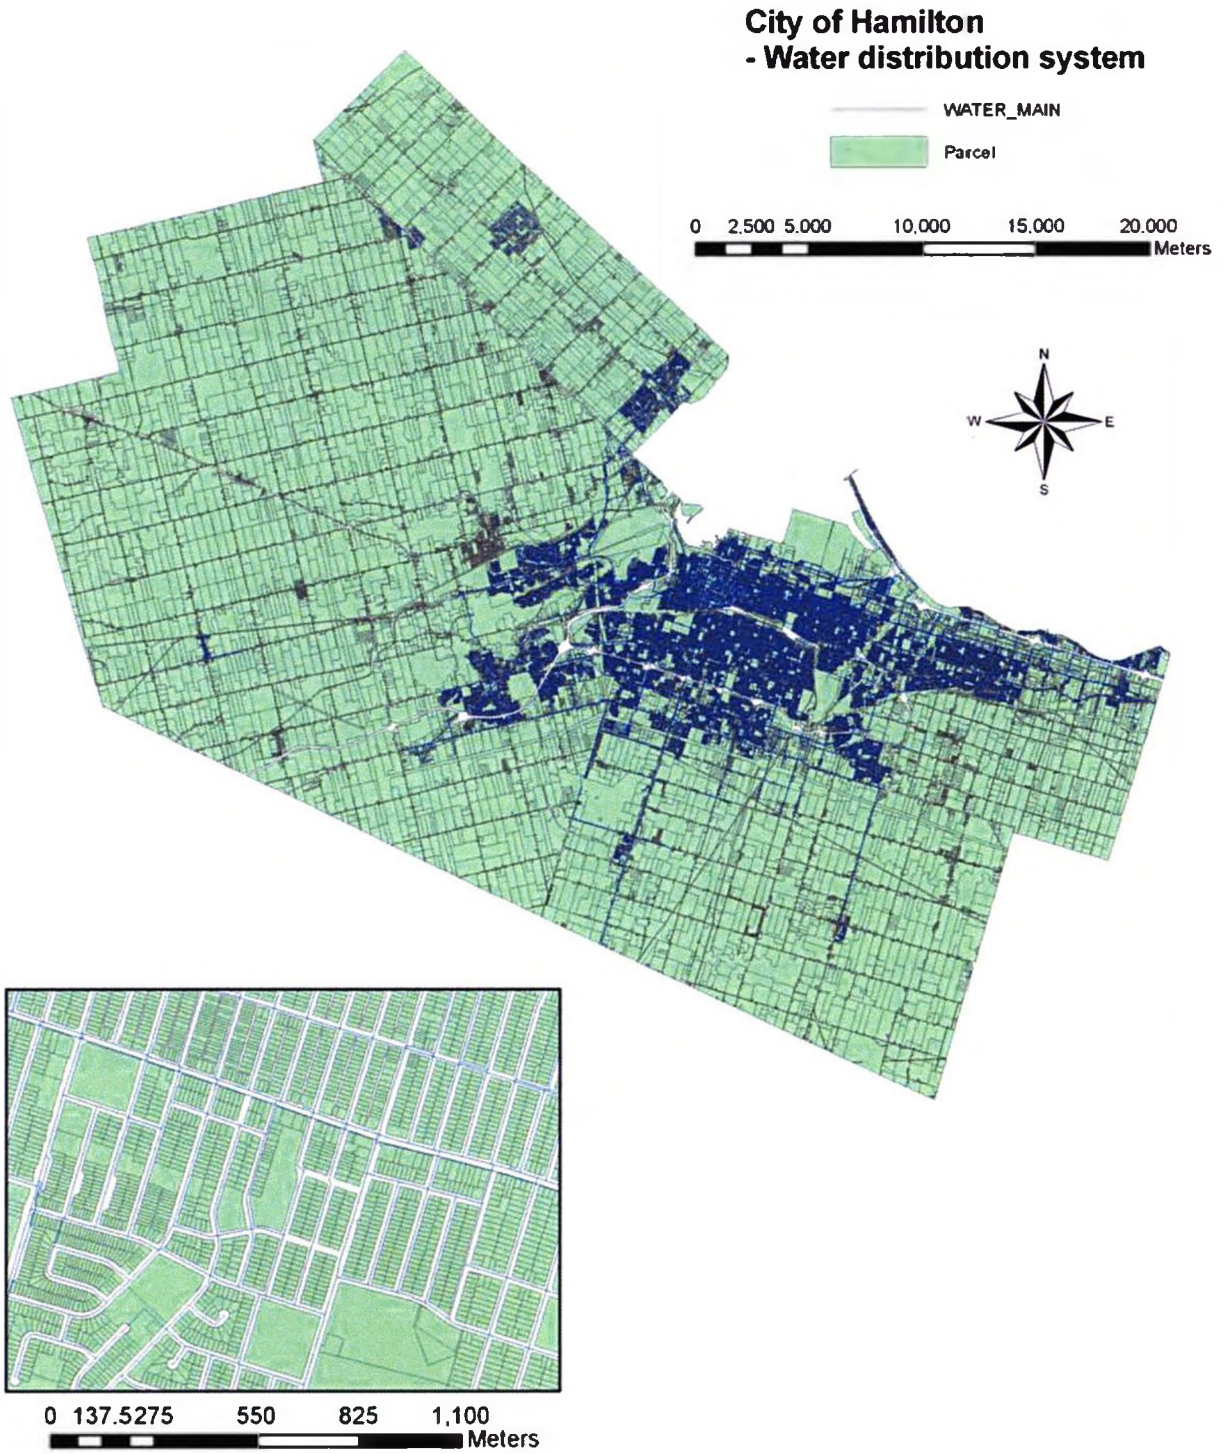 City of Hamilton
- Water distribution system
WATER_MAIN
Parcel
0 2,500 5,000 10,000 15,000 20,000
Meters
N
W E
S
0 137.5275 550 825 1,100
Meters